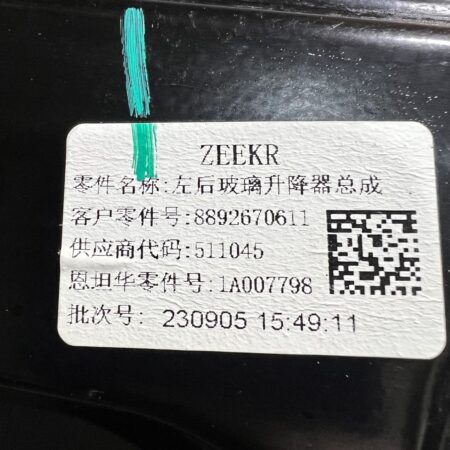 ZEEKR
零件名称:左后玻璃升降器总成
客户零件号:8892670611
供应商代码:511045
恩坦华零件号:1A007798
批次号: 230905 15:49:11